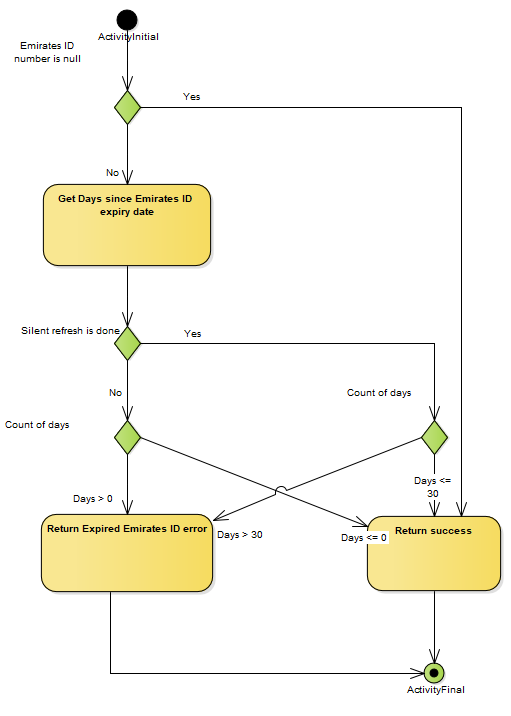 ActivityInitial
Emirates ID
number is null
Yes
No
Get Days since Emirates ID
expiry date
Silent refresh is done
Yes
No
Count of days
Count of days
Days <=
30
Days > 0
Return Expired Emirates ID error
Days > 30
Days <= 0
Return success
ActivityFinal